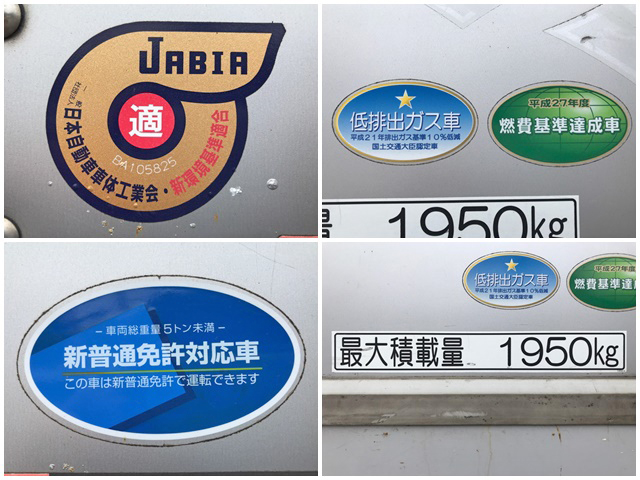 JABIA
適
BA105825
一般社団法人 日本自動車車体工業会・新環境基準適合
低排出ガス車
平成21年排出ガス基準10%低減
国土交通大臣認定車
平成27年度
燃費基準達成車
量 1950kg
－車両総重量5トン未満－
新普通免許対応車
この車は新普通免許で運転できます
低排出ガス車
平成21年排出ガス基準10%低減
国土交通大臣認定車
平成27年度
燃費基準達成
最大積載量 1950kg